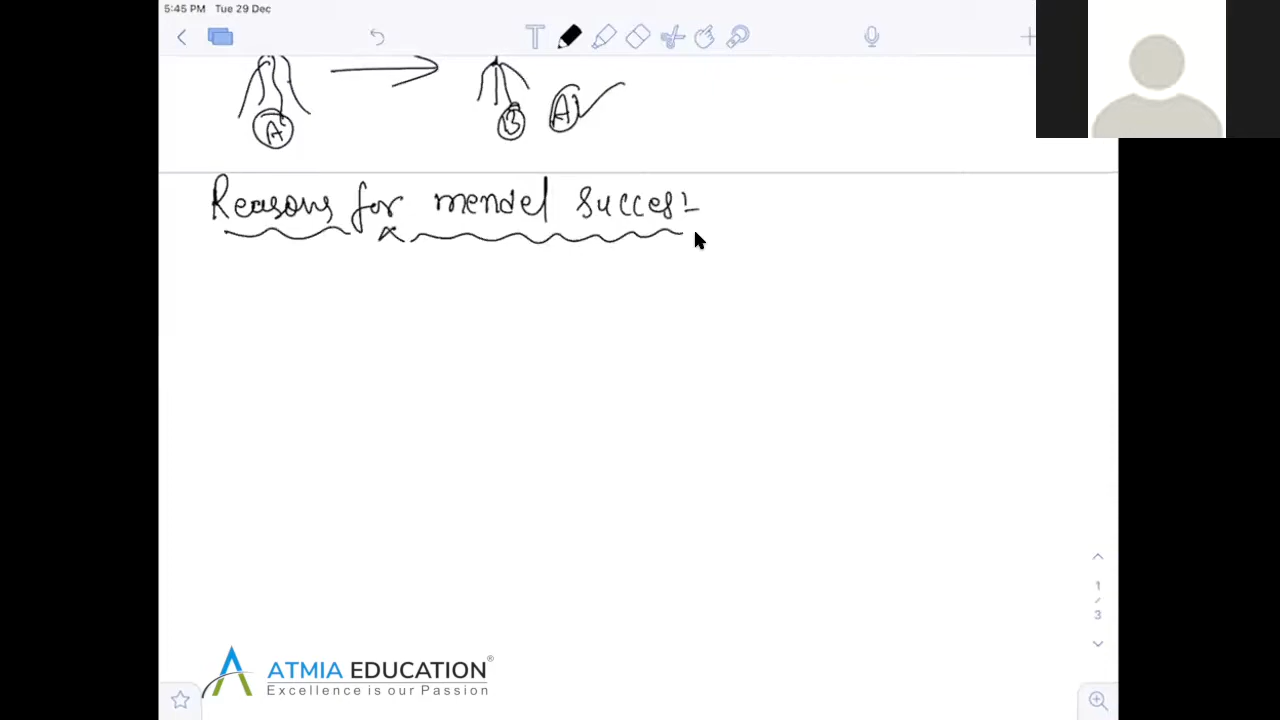 5:45 PM Tue 29 Dec
T
A B A ✓
Reasons for mendel success:-
1
/
3
ATMIA EDUCATION®
Excellence is our Passion